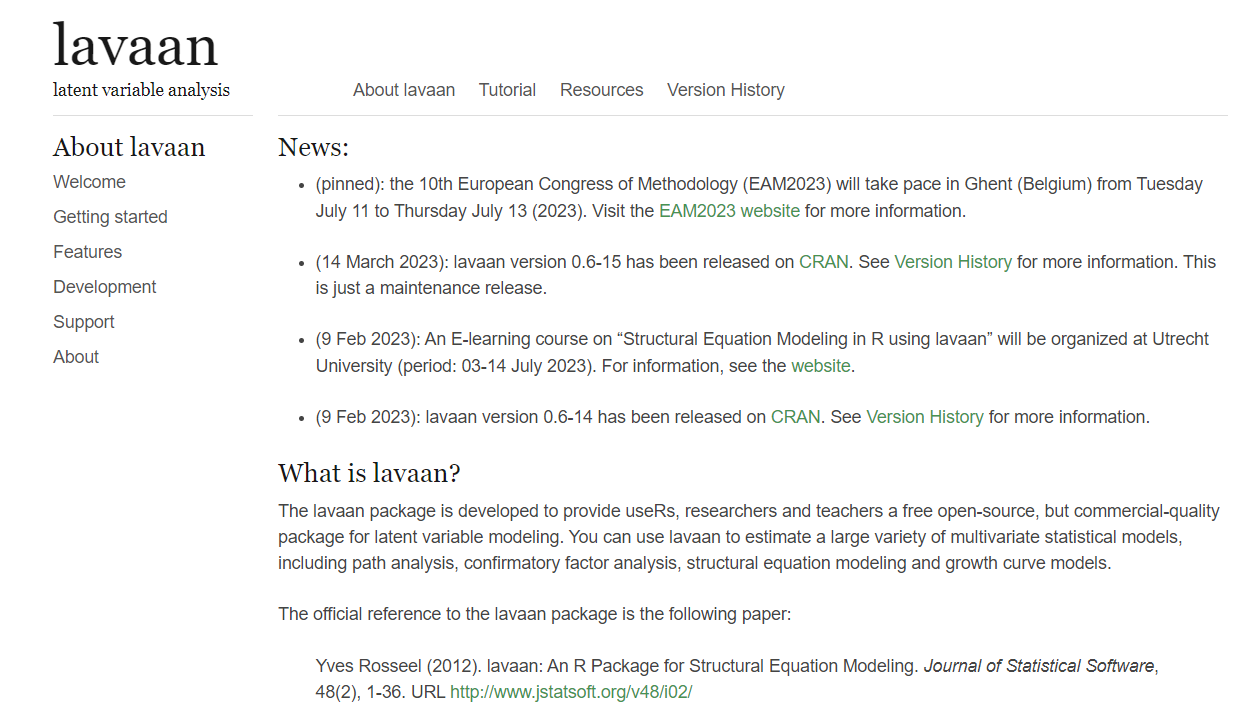 lavaan
latent variable analysis
About lavaan Tutorial Resources Version History
About lavaan
Welcome
Getting started
Features
Development
Support
About
News:
• (pinned): the 10th European Congress of Methodology (EAM2023) will take pace in Ghent (Belgium) from Tuesday
July 11 to Thursday July 13 (2023). Visit the EAM2023 website for more information.
• (14 March 2023): lavaan version 0.6-15 has been released on CRAN. See Version History for more information. This
is just a maintenance release.
• (9 Feb 2023): An E-learning course on “Structural Equation Modeling in R using lavaan” will be organized at Utrecht
University (period: 03-14 July 2023). For information, see the website.
• (9 Feb 2023): lavaan version 0.6-14 has been released on CRAN. See Version History for more information.
What is lavaan?
The lavaan package is developed to provide useRs, researchers and teachers a free open-source, but commercial-quality
package for latent variable modeling. You can use lavaan to estimate a large variety of multivariate statistical models,
including path analysis, confirmatory factor analysis, structural equation modeling and growth curve models.
The official reference to the lavaan package is the following paper:
Yves Rosseel (2012). lavaan: An R Package for Structural Equation Modeling. Journal of Statistical Software,
48(2), 1-36. URL http://www.jstatsoft.org/v48/i02/